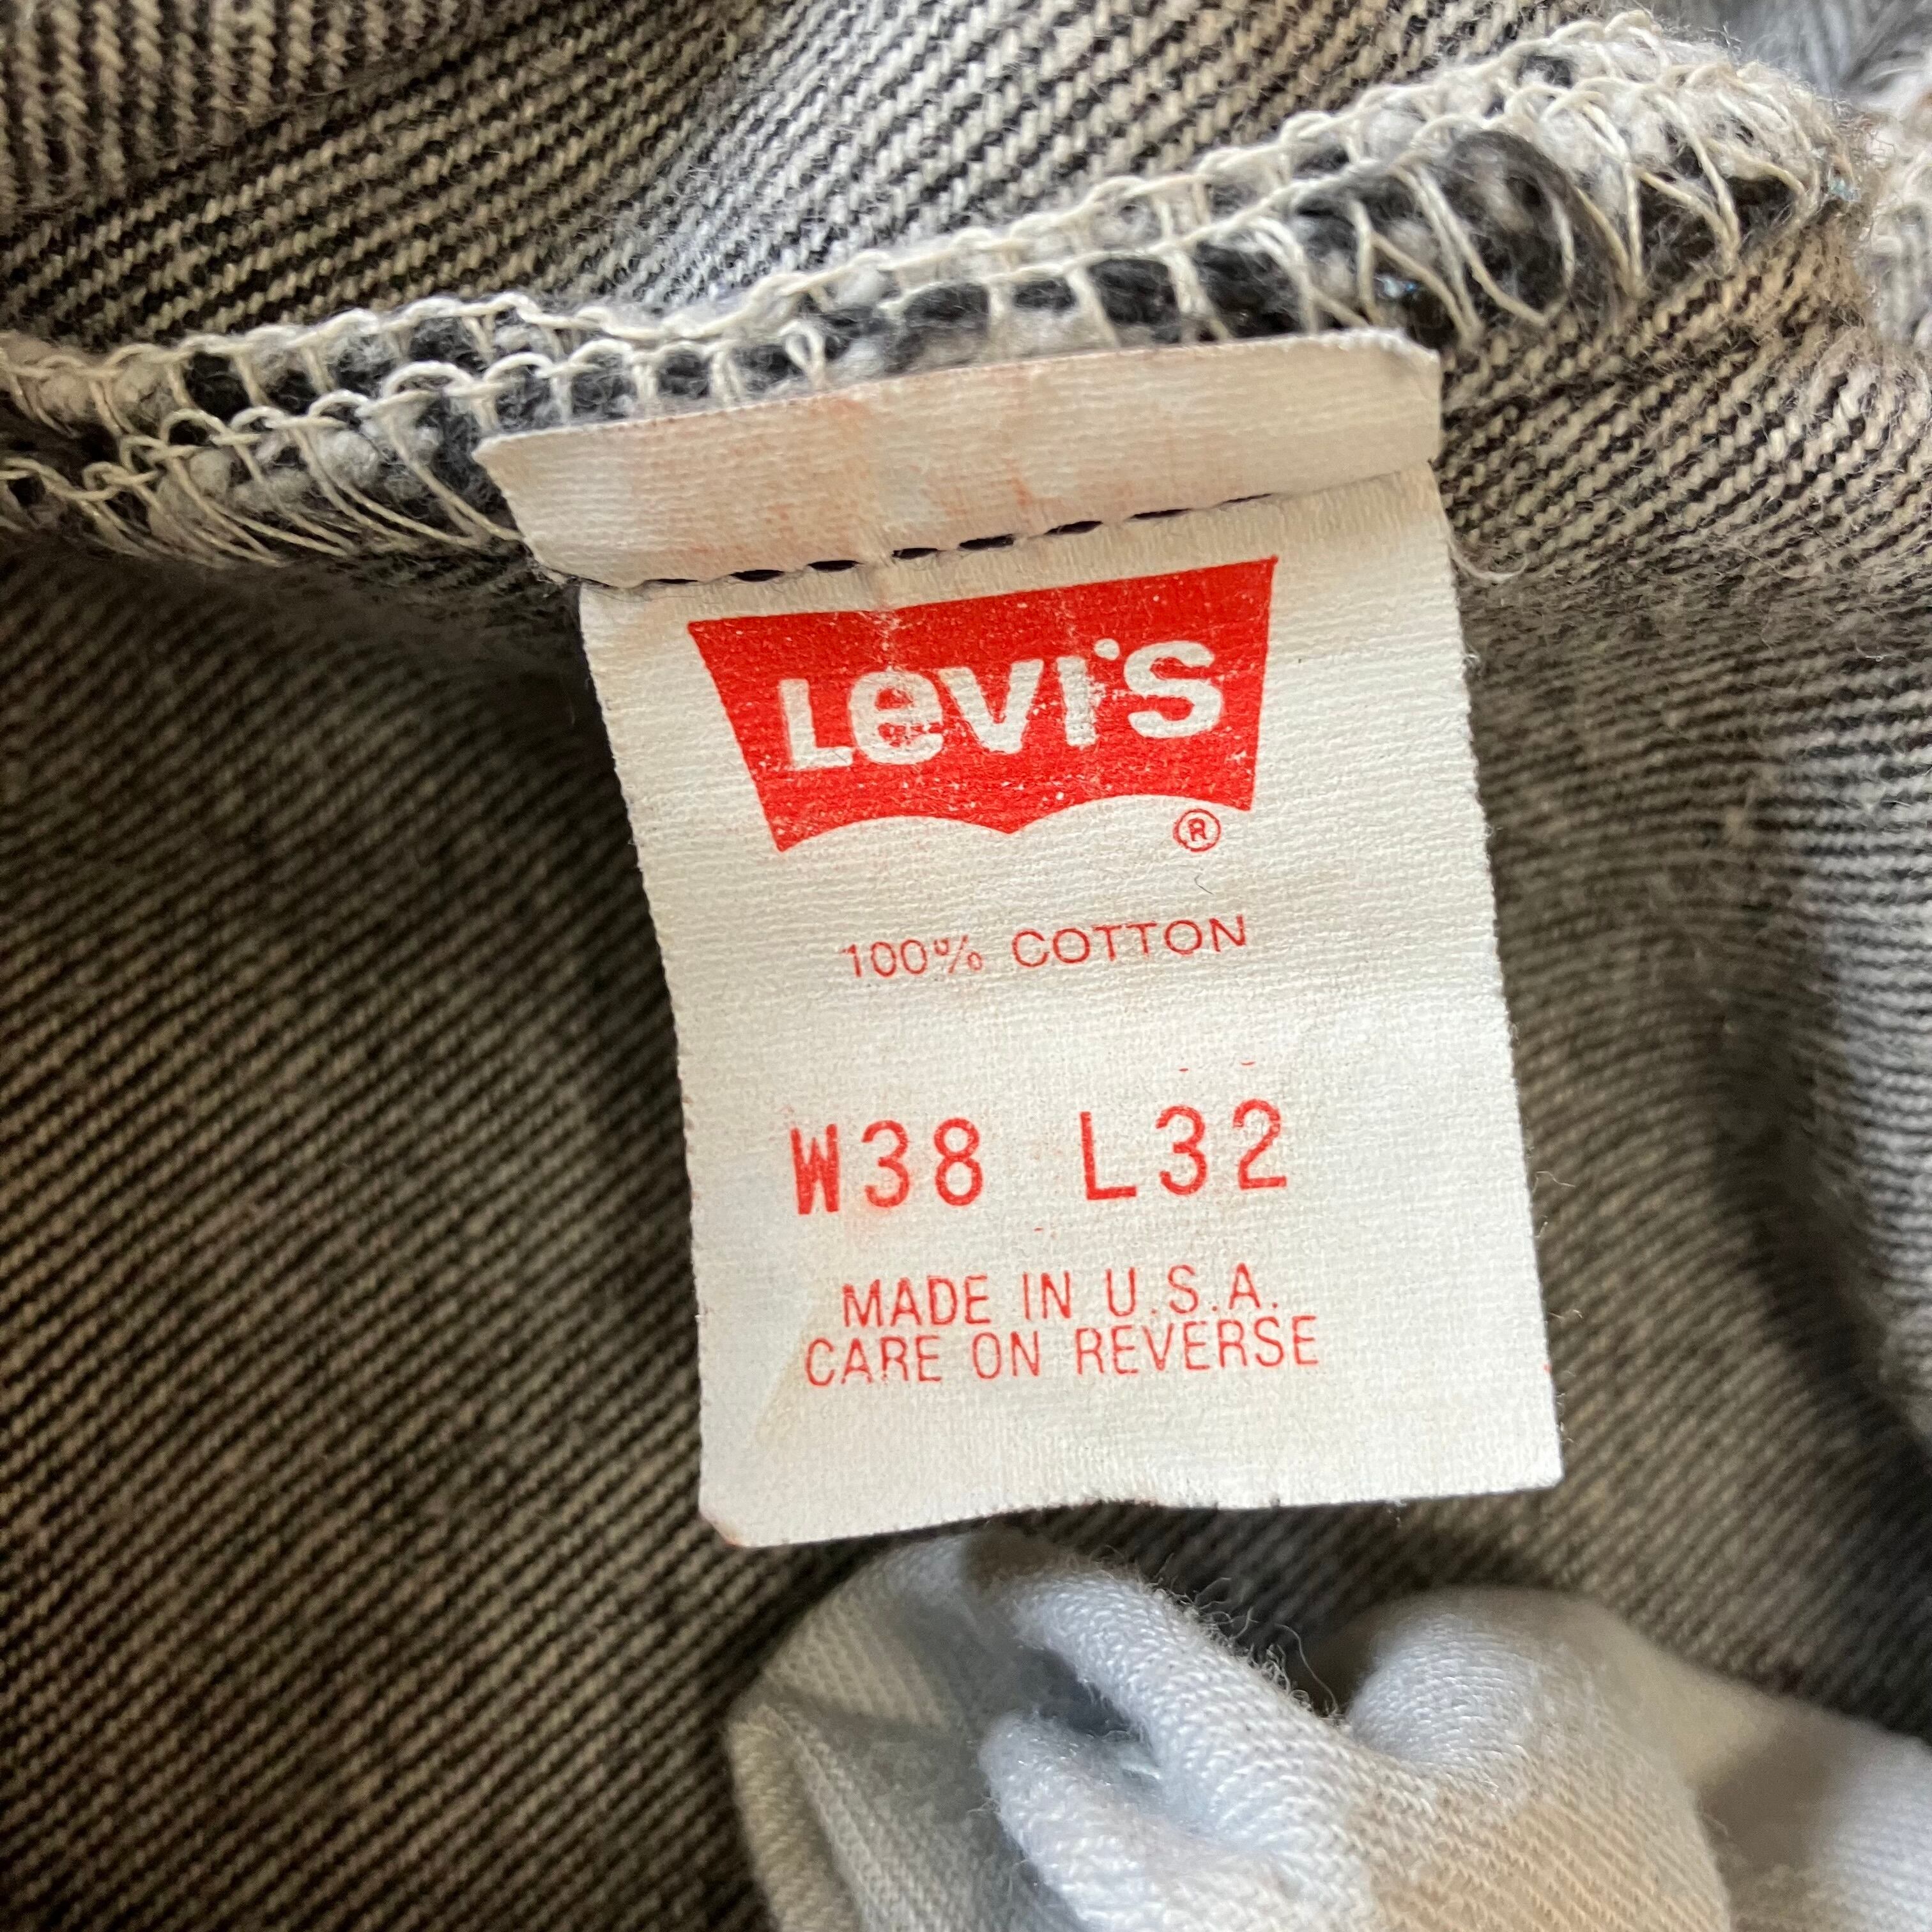 Levi's
®
100% COTTON
W38 L32
MADE IN U.S.A.
CARE ON REVERSE